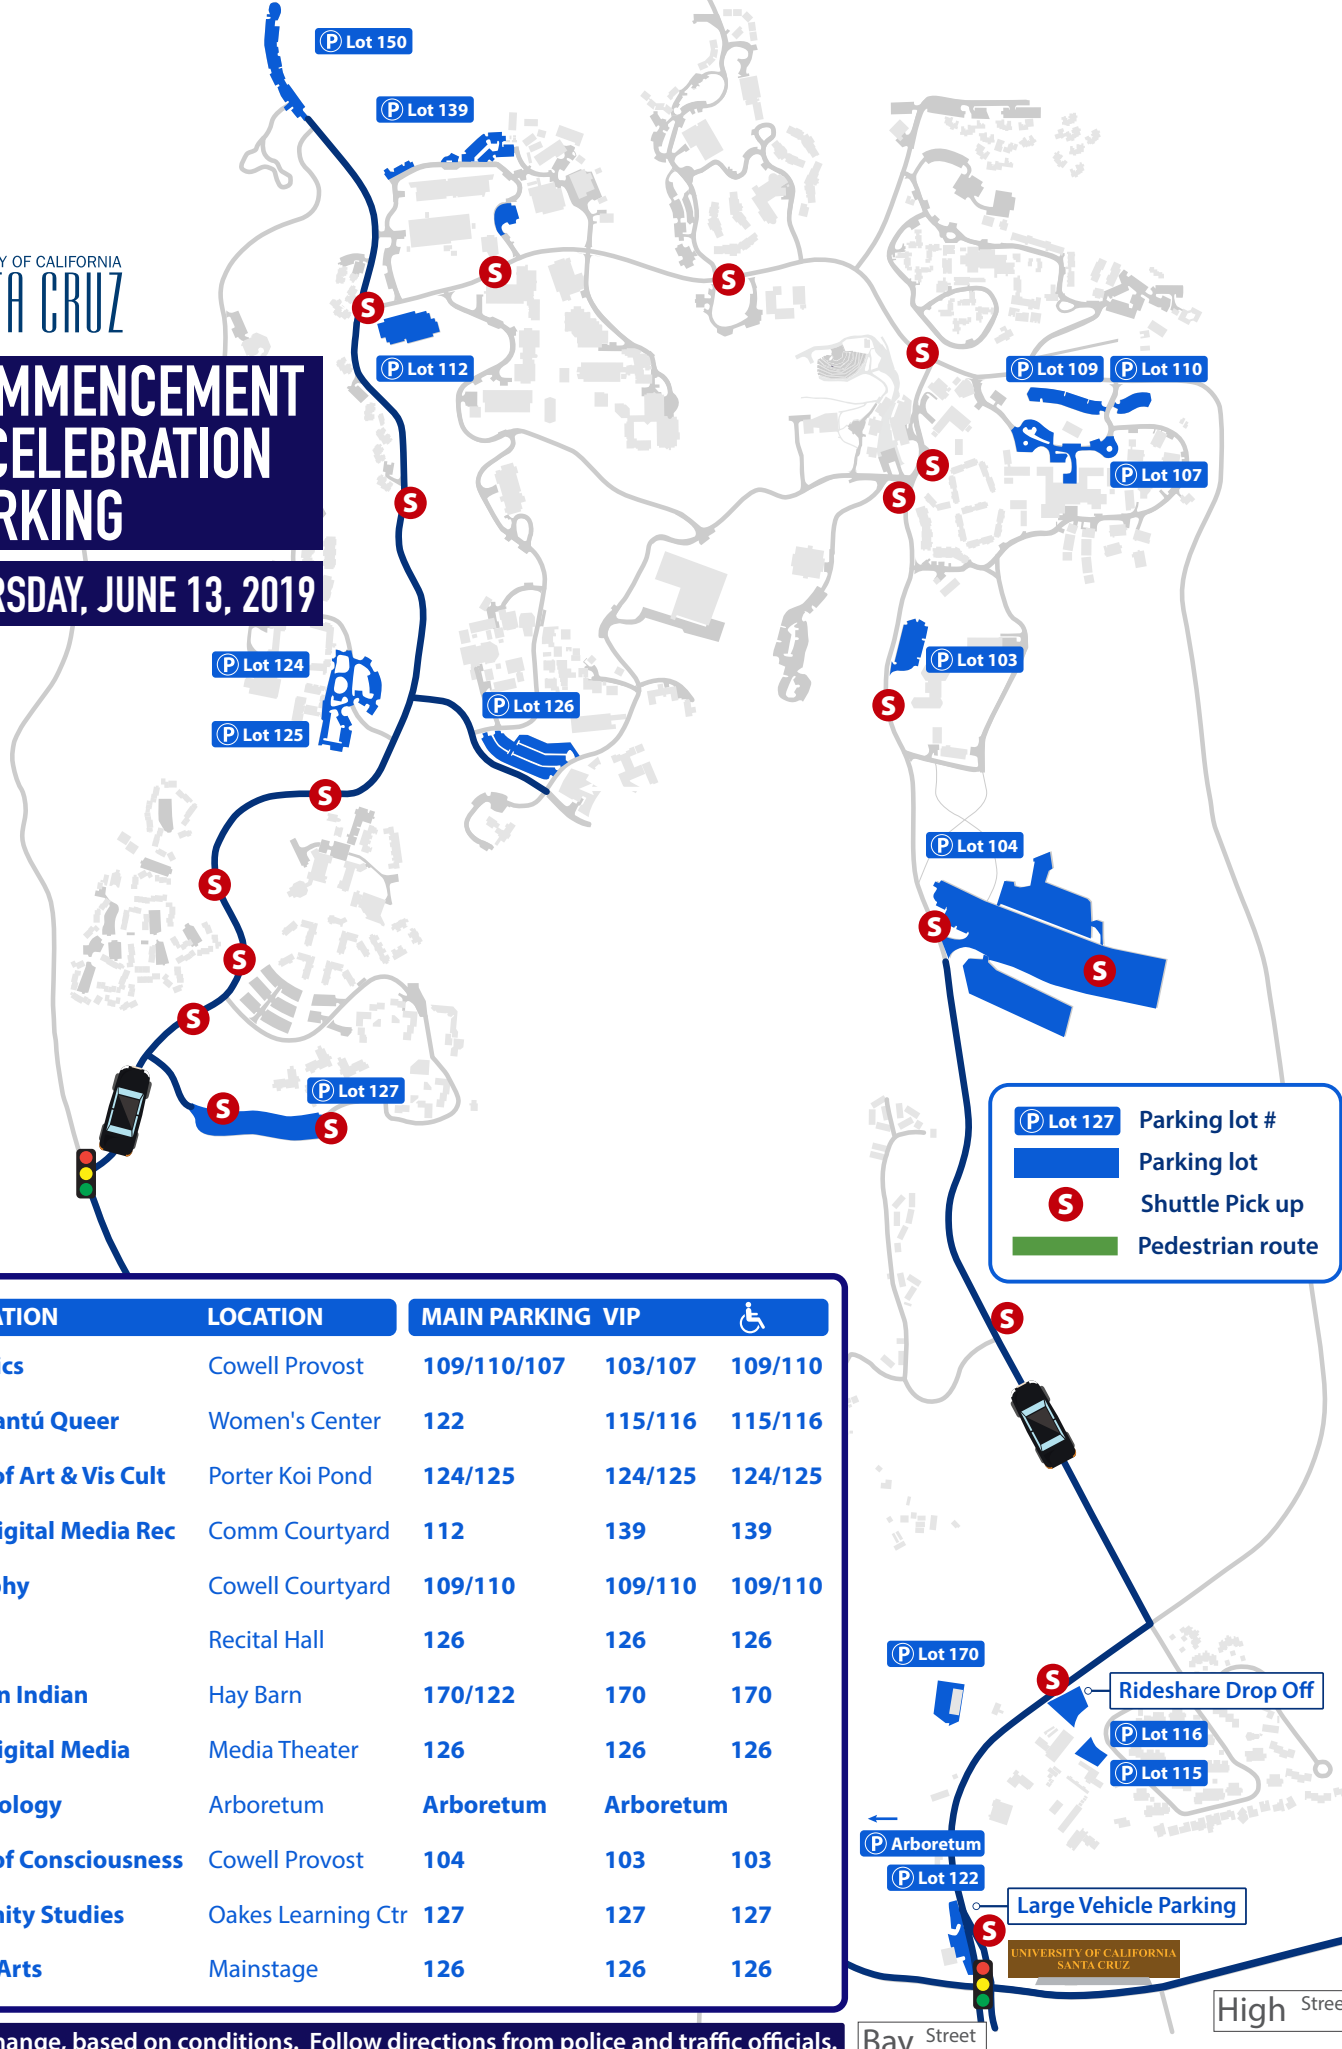 P Lot 150
P Lot 139
Y OF CALIFORNIA
TA CRUZ
S
S
S
S
P Lot 112
P Lot 109 P Lot 110
MMENCEMENT
CELEBRATION
RKING
S
P Lot 107
S
S
RSDAY, JUNE 13, 2019
P Lot 124
P Lot 103
P Lot 126
S
P Lot 125
S
P Lot 104
S
S
S
S
S
P Lot 127
S
S
P Lot 127 Parking lot #
Parking lot
S Shuttle Pick up
Pedestrian route
S
ATION LOCATION MAIN PARKING VIP
ics Cowell Provost 109/110/107 103/107 109/110
antú Queer Women's Center 122 115/116 115/116
of Art & Vis Cult Porter Koi Pond 124/125 124/125 124/125
igital Media Rec Comm Courtyard 112 139 139
phy Cowell Courtyard 109/110 109/110 109/110
Recital Hall 126 126 126
n Indian Hay Barn 170/122 170 170
igital Media Media Theater 126 126 126
ology Arboretum Arboretum Arboretum
of Consciousness Cowell Provost 104 103 103
nity Studies Oakes Learning Ctr 127 127 127
Arts Mainstage 126 126 126
P Lot 170
S
Rideshare Drop Off
P Lot 116
P Lot 115
P Arboretum
P Lot 122
Large Vehicle Parking
S
UNIVERSITY OF CALIFORNIA
SANTA CRUZ
High Stree
Bay Street
hange, based on conditions. Follow directions from police and traffic officials.